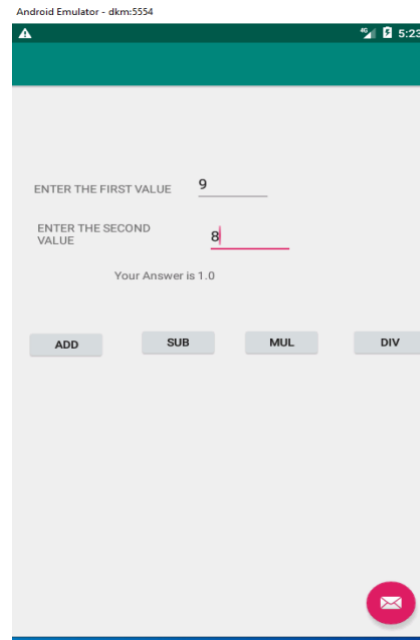 Android Emulator - dkm:5554
4G 5:23
ENTER THE FIRST VALUE 9
ENTER THE SECOND
VALUE 8
Your Answer is 1.0
ADD SUB MUL DIV